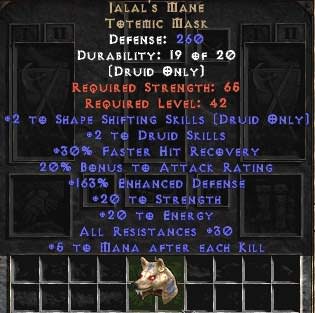 Jalal's Mane
Totemic Mask
Defense: 260
Durability: 19 of 20
(Druid Only)
Required Strength: 65
Required Level: 42
+2 to Shape Shifting Skills (Druid Only)
+2 to Druid Skills
+30% Faster Hit Recovery
20% Bonus to Attack Rating
+163% Enhanced Defense
+20 to Strength
+20 to Energy
All Resistances +30
+5 to Mana after each Kill